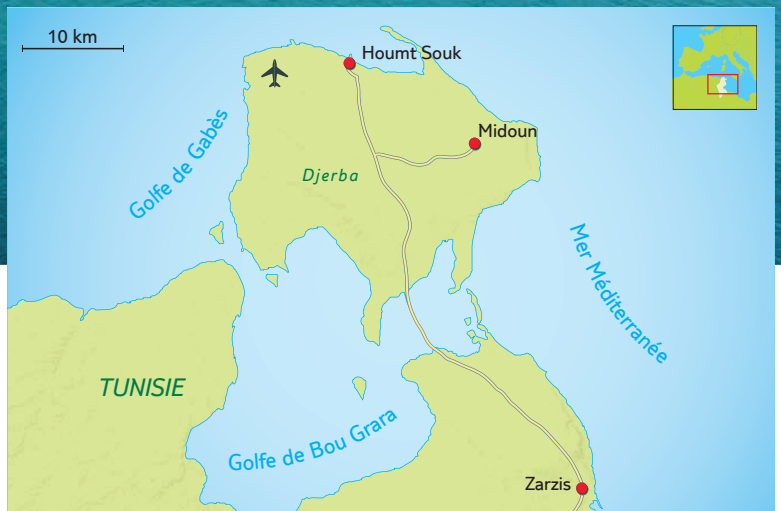 10 km
Houmt Souk
Midoun
Djerba
Golfe de Gabès
Mer Méditerranée
TUNISIE
Golfe de Bou Grara
Zarzis